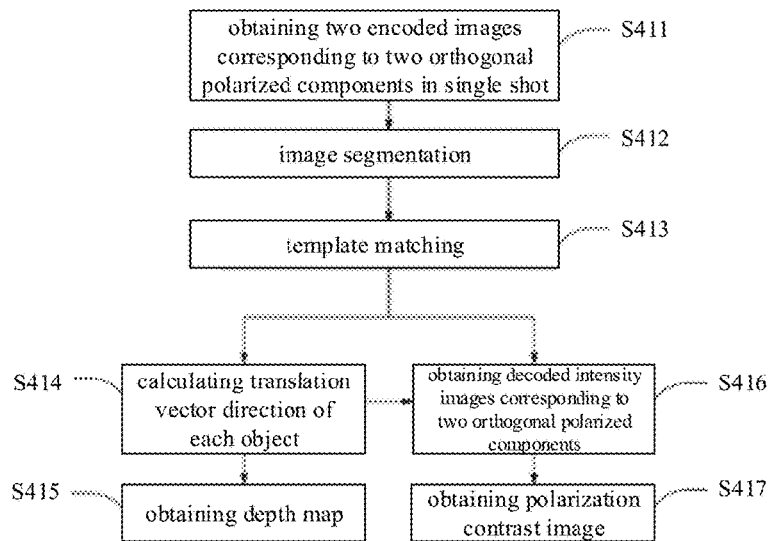 obtaining two encoded images
corresponding to two orthogonal
polarized components in single shot
S411
image segmentation
S412
template matching
S413
S414
calculating translation
vector direction of
each object
obtaining decoded intensity
images corresponding to
two orthogonal polarized
components
S416
S415
obtaining depth map
obtaining polarization
contrast image
S417